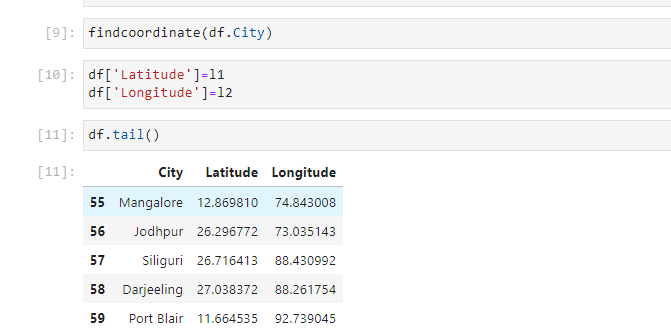 [9]: findcoordinate(df.City)
[10]: df['Latitude']=l1
df['Longitude']=l2
[11]: df.tail()
[11]: City Latitude Longitude
55 Mangalore 12.869810 74.843008
56 Jodhpur 26.296772 73.035143
57 Siliguri 26.716413 88.430992
58 Darjeeling 27.038372 88.261754
59 Port Blair 11.664535 92.739045